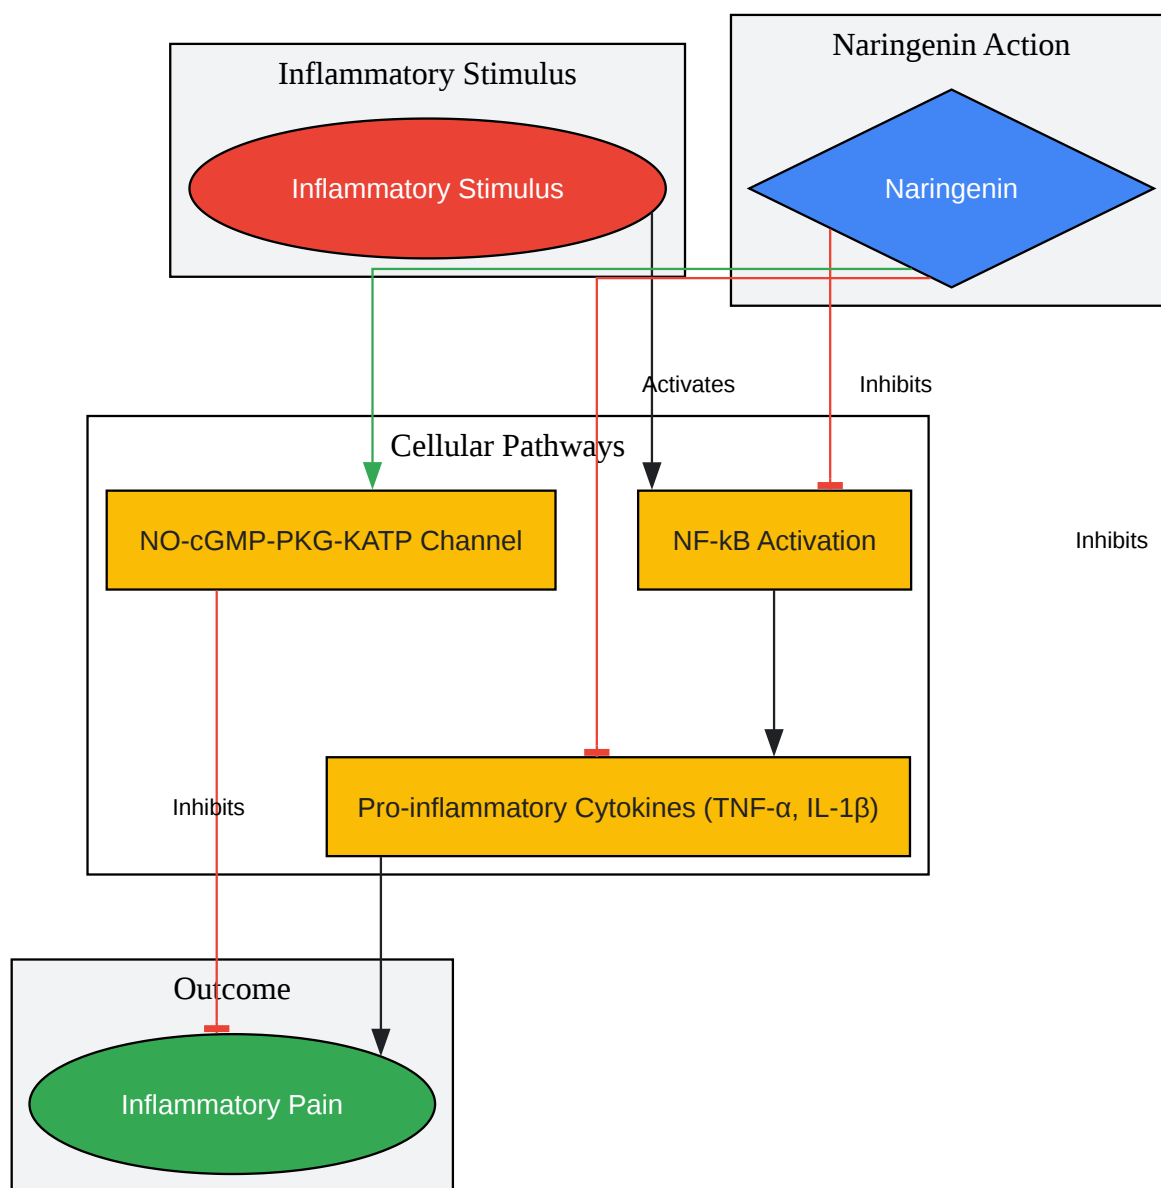 Naringenin Action
Inflammatory Stimulus
Inflammatory Stimulus
Naringenin
Activates
Inhibits
Cellular Pathways
NO-cGMP-PKG-KATP Channel
NF-kB Activation
Inhibits
Inhibits
Pro-inflammatory Cytokines (TNF-α, IL-1β)
Outcome
Inflammatory Pain